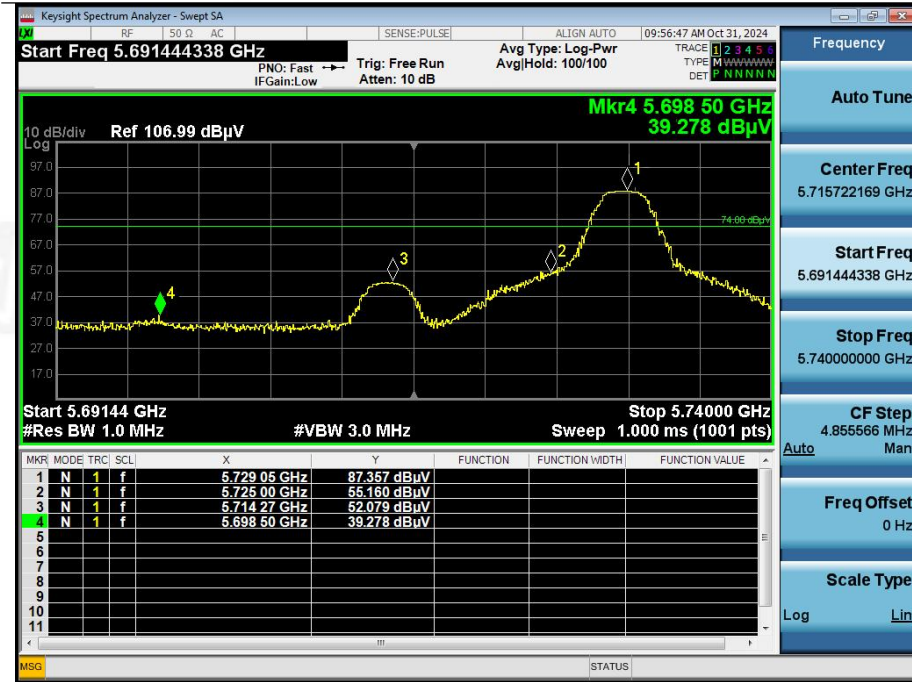 Keysight Spectrum Analyzer - Swept SA
LXI RF 50 Ω AC SENSE:PULSE ALIGN AUTO 09:56:47 AM Oct 31, 2024
Start Freq 5.691444338 GHz
PNO: Fast
IFGain:Low
Trig: Free Run
Atten: 10 dB
Avg Type: Log-Pwr
Avg|Hold: 100/100
TRACE 1 2 3 4 5 6
TYPE M WWWWW
DET P N N N N N
Mkr4 5.698 50 GHz
39.278 dBµV
10 dB/div Ref 106.99 dBµV
Log
97.0
87.0
77.0
67.0
57.0
47.0
37.0
27.0
17.0
74.00 dBµV
1
2
3
4
Start 5.69144 GHz Stop 5.74000 GHz
#Res BW 1.0 MHz #VBW 3.0 MHz Sweep 1.000 ms (1001 pts)
MKR MODE TRC SCL X Y FUNCTION FUNCTION WIDTH FUNCTION VALUE
1 N 1 f 5.729 05 GHz 87.357 dBµV
2 N 1 f 5.725 00 GHz 55.160 dBµV
3 N 1 f 5.714 27 GHz 52.079 dBµV
4 N 1 f 5.698 50 GHz 39.278 dBµV
5
6
7
8
9
10
11
MSG STATUS
Frequency
Auto Tune
Center Freq
5.715722169 GHz
Start Freq
5.691444338 GHz
Stop Freq
5.740000000 GHz
CF Step
4.855566 MHz
Auto Man
Freq Offset
0 Hz
Scale Type
Log Lin